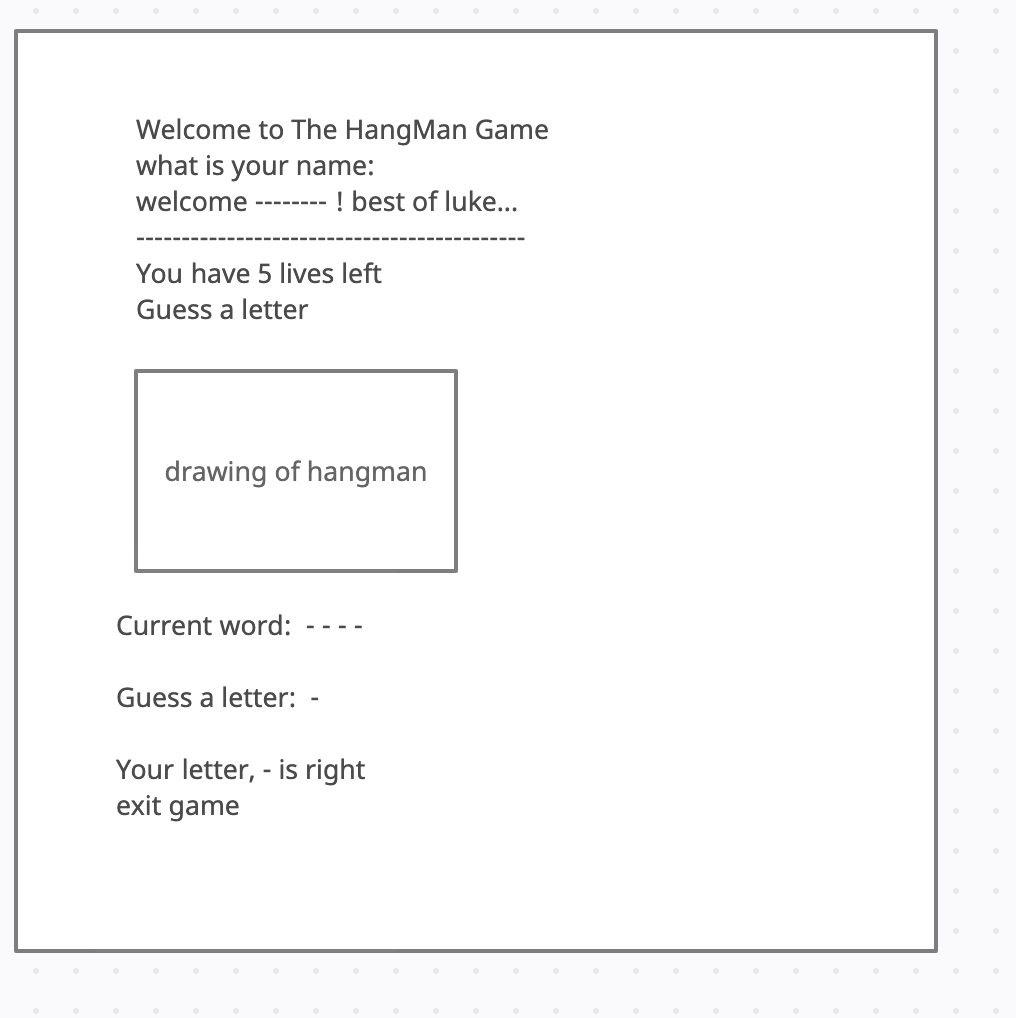 Welcome to The HangMan Game
what is your name:
welcome -------- ! best of luke...
-------------------------------------------
You have 5 lives left
Guess a letter
drawing of hangman
Current word:  - - - -
Guess a letter:  -
Your letter, - is right
exit game